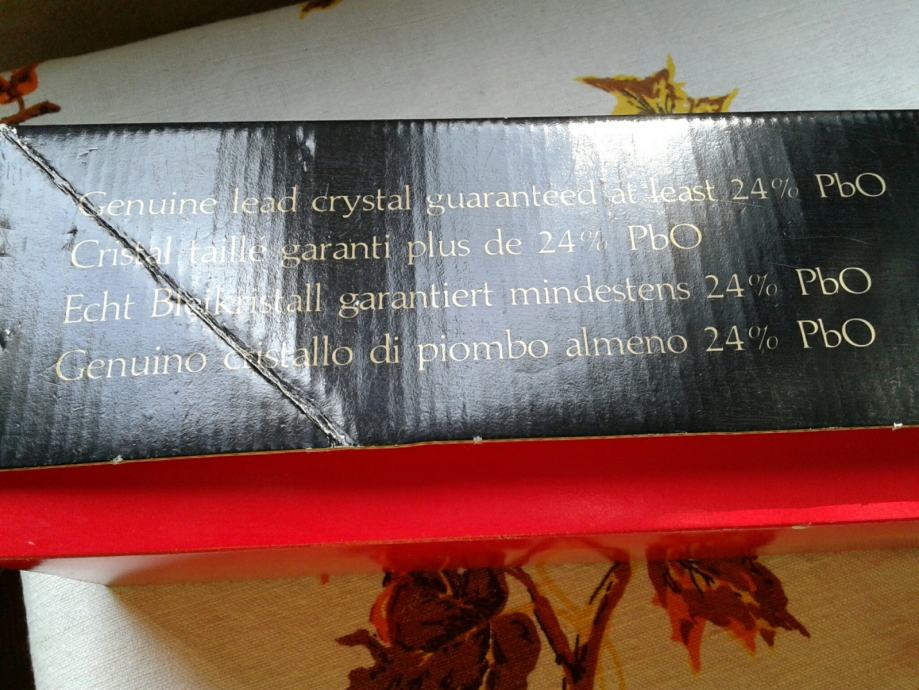 Genuine lead crystal guaranteed at least 24% PbO
Cristal taillé garanti plus de 24% PbO
Echt Bleikristall garantiert mindestens 24% PbO
Genuino cristallo di piombo almeno 24% PbO